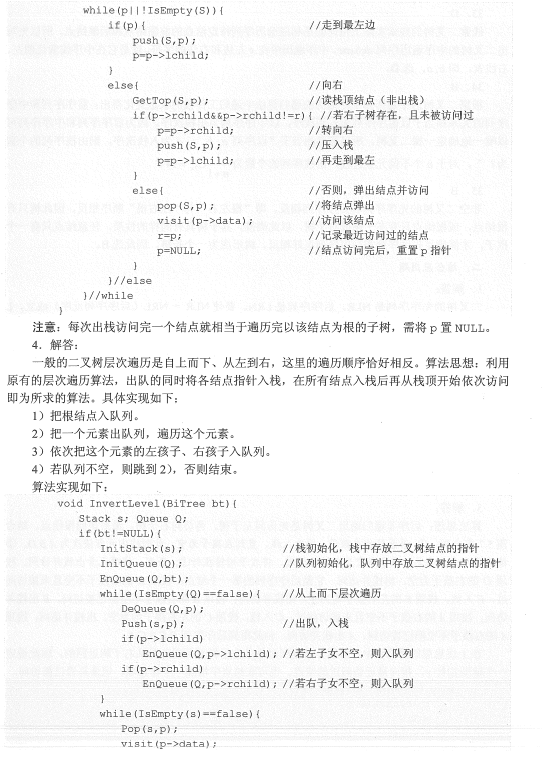 while(p||!IsEmpty(S)){
if(p){ //走到最左边
push(S,p);
p=p->lchild;
}
else{ //向右
GetTop(S,p); //读栈顶结点（非出栈）
if(p->rchild&&p->rchild!=r){ //若右子树存在，且未被访问过
p=p->rchild; //转向右
push(S,p); //压入栈
p=p->lchild; //再走到最左
}
else{ //否则，弹出结点并访问
pop(S,p); //将结点弹出
visit(p->data); //访问该结点
r=p; //记录最近访问过的结点
p=NULL; //结点访问完后，重置 p 指针
}
}//else
}//while
}
注意：每次出栈访问完一个结点就相当于遍历完以该结点为根的子树，需将 p 置 NULL。
4．解答：
一般的二叉树层次遍历是自上而下、从左到右，这里的遍历顺序恰好相反。算法思想：利用
原有的层次遍历算法，出队的同时将各结点指针入栈，在所有结点入栈后再从栈顶开始依次访问
即为所求的算法。具体实现如下：
1）把根结点入队列。
2）把一个元素出队列，遍历这个元素。
3）依次把这个元素的左孩子、右孩子入队列。
4）若队列不空，则跳到 2），否则结束。
算法实现如下：
void InvertLevel(BiTree bt){
Stack s; Queue Q;
if(bt!=NULL){
InitStack(s); //栈初始化，栈中存放二叉树结点的指针
InitQueue(Q); //队列初始化，队列中存放二叉树结点的指针
EnQueue(Q,bt);
while(IsEmpty(Q)==false){ //从上而下层次遍历
DeQueue(Q,p);
Push(s,p); //出队，入栈
if(p->lchild)
EnQueue(Q,p->lchild); //若左子女不空，则入队列
if(p->rchild)
EnQueue(Q,p->rchild); //若右子女不空，则入队列
}
while(IsEmpty(s)==false){
Pop(s,p);
visit(p->data);